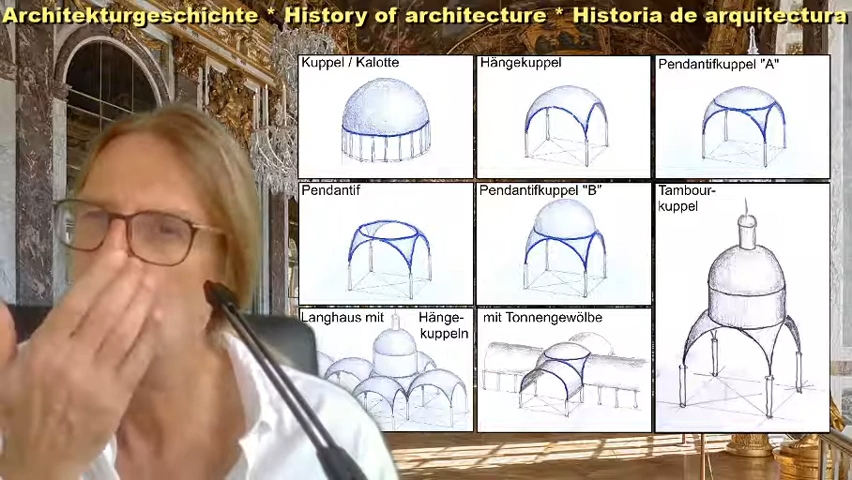 Architekturgeschichte * History of architecture * Historia de arquitectura
Kuppel / Kalotte
Hängekuppel
Pendantifkuppel "A"
Pendantif
Pendantifkuppel "B"
Tambour-
kuppel
Langhaus mit Hänge-
kuppeln
mit Tonnengewölbe